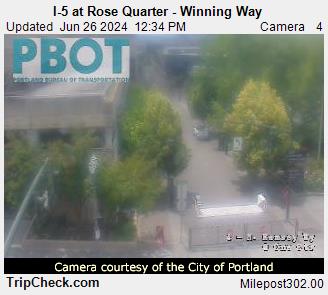 I-5 at Rose Quarter - Winning Way
Updated Jun 26 2024 12:34 PM Camera 4
PBOT
PORTLAND BUREAU OF TRANSPORTATION
Camera courtesy of the City of Portland
TripCheck.com Milepost302.00